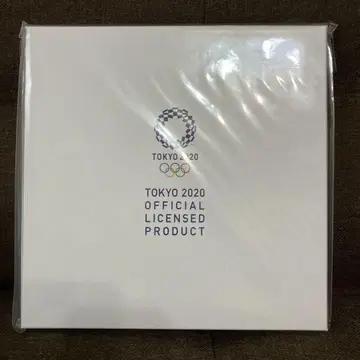 TOKYO 2020
TOKYO 2020
OFFICIAL
LICENSED
PRODUCT